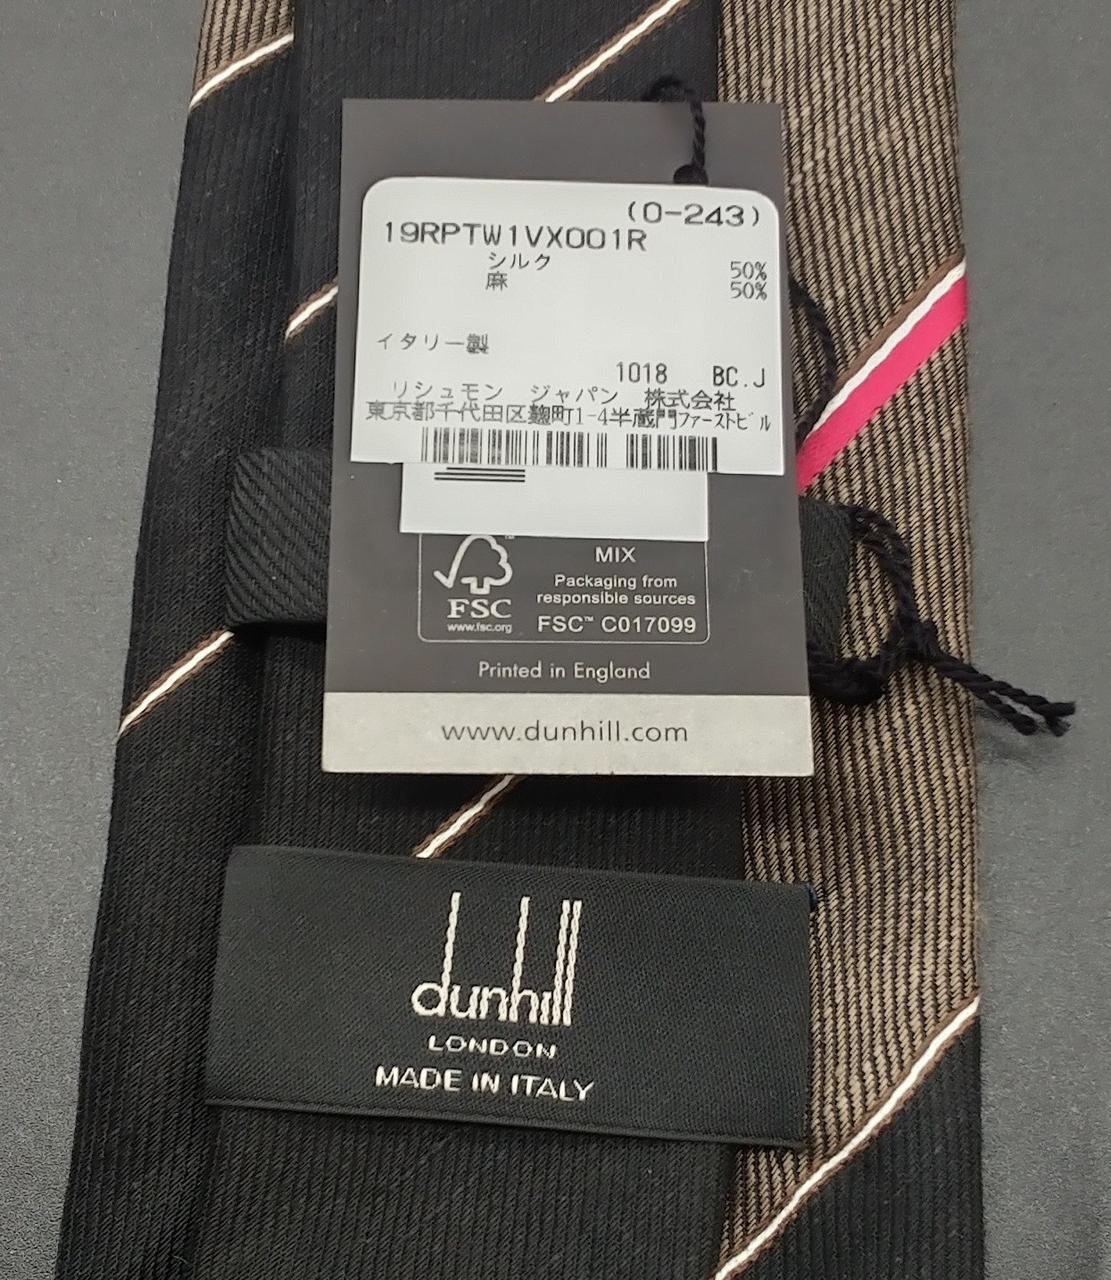 (0-243)
19RPTW1VX001R
シルク 50%
麻 50%
イタリー製
1018 BC.J
リシュモン ジャパン 株式会社
東京都千代田区麹町1-4半蔵門ファーストビル
FSC
www.fsc.org
MIX
Packaging from
responsible sources
FSC™ C017099
Printed in England
www.dunhill.com
dunhill
LONDON
MADE IN ITALY